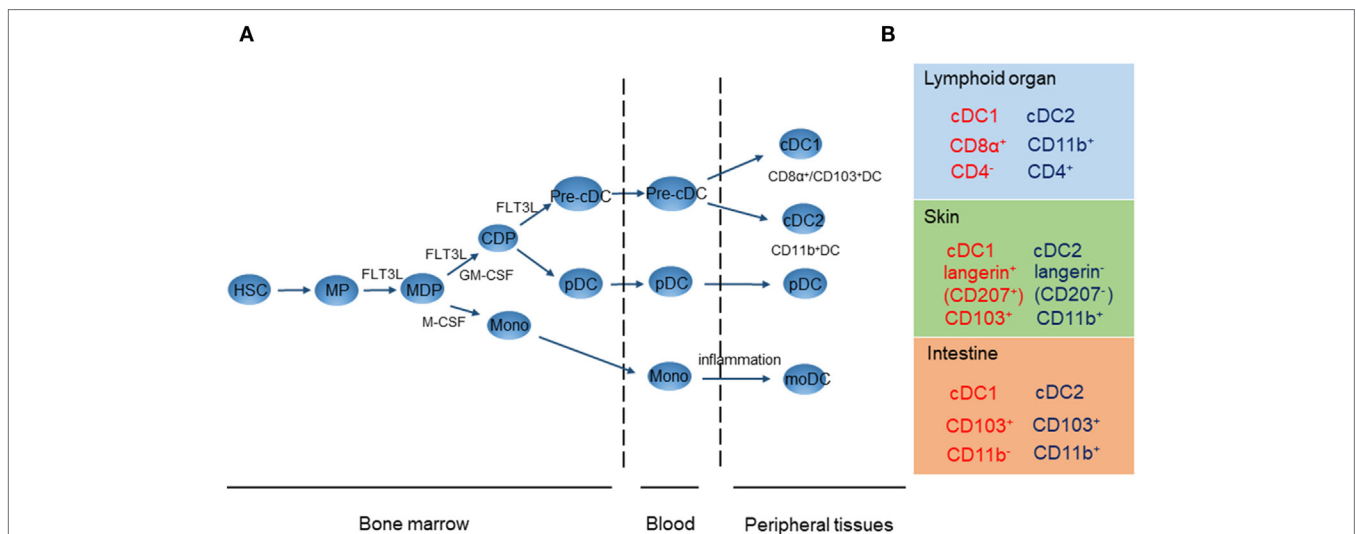 A
B
HSC
MP
FLT3L
MDP
FLT3L
GM-CSF
M-CSF
CDP
Mono
FLT3L
Pre-cDC
pDC
Pre-cDC
pDC
Mono
inflammation
cDC1
CD8α⁺/CD103⁺DC
cDC2
CD11b⁺DC
pDC
moDC
Bone marrow
Blood
Peripheral tissues
Lymphoid organ
cDC1 cDC2
CD8α⁺ CD11b⁺
CD4⁻ CD4⁺
Skin
cDC1 cDC2
langerin⁺ langerin⁻
(CD207⁺) (CD207⁻)
CD103⁺ CD11b⁺
Intestine
cDC1 cDC2
CD103⁺ CD103⁺
CD11b⁻ CD11b⁺